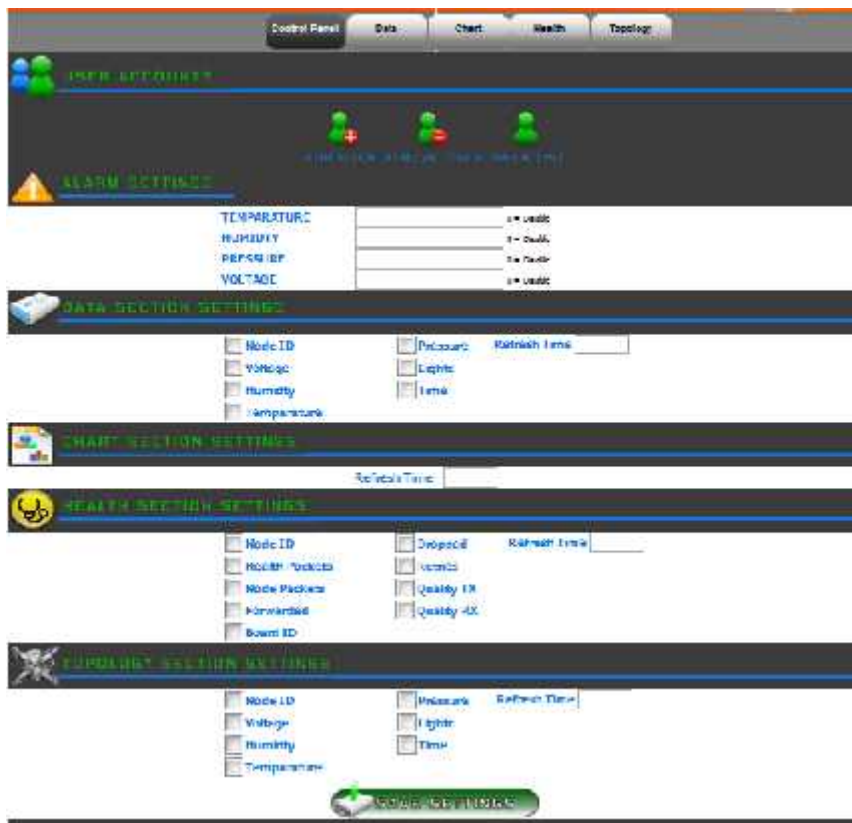 Control Panel Data Chart Health Topology
USER ACCOUNTS
ALARM SETTINGS
TEMPARATURE
HUMIDITY
PRESSURE
VOLTAGE
DATA SECTION SETTINGS
Node ID Pressure Refresh Time
Voltage Lights
Humidity Time
Temperature
CHART SECTION SETTINGS
Refresh Time
HEALTH SECTION SETTINGS
Node ID Droped Refresh Time
Health Packets
Node Packets Quality TX
Forwarded Quality RX
Board ID
TOPOLOGY SECTION SETTINGS
Node ID Pressure Refresh Time
Voltage Lights
Humidity Time
Temperature
SETTINGS